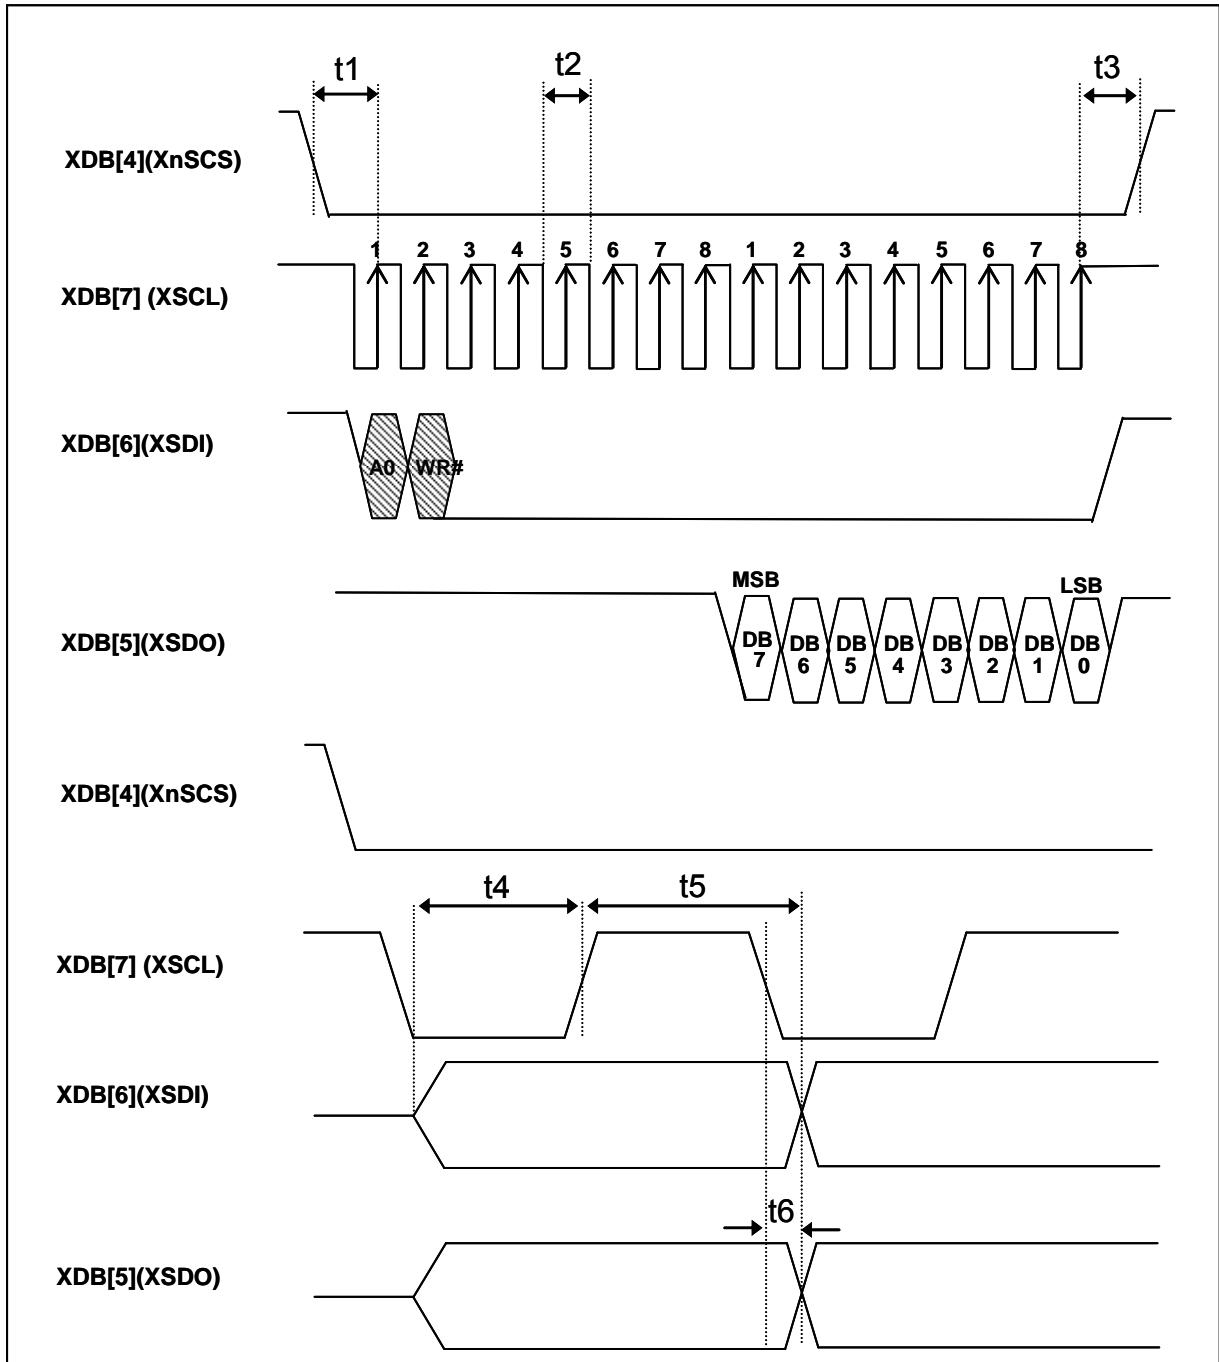 t1 t2 t3
XDB[4](XnSCS)
1 2 3 4 5 6 7 8 1 2 3 4 5 6 7 8
XDB[7] (XSCL)
XDB[6](XSDI)
A0 WR#
MSB LSB
XDB[5](XSDO)
DB DB DB DB DB DB DB DB
7 6 5 4 3 2 1 0
XDB[4](XnSCS)
t4 t5
XDB[7] (XSCL)
XDB[6](XSDI)
t6
XDB[5](XSDO)